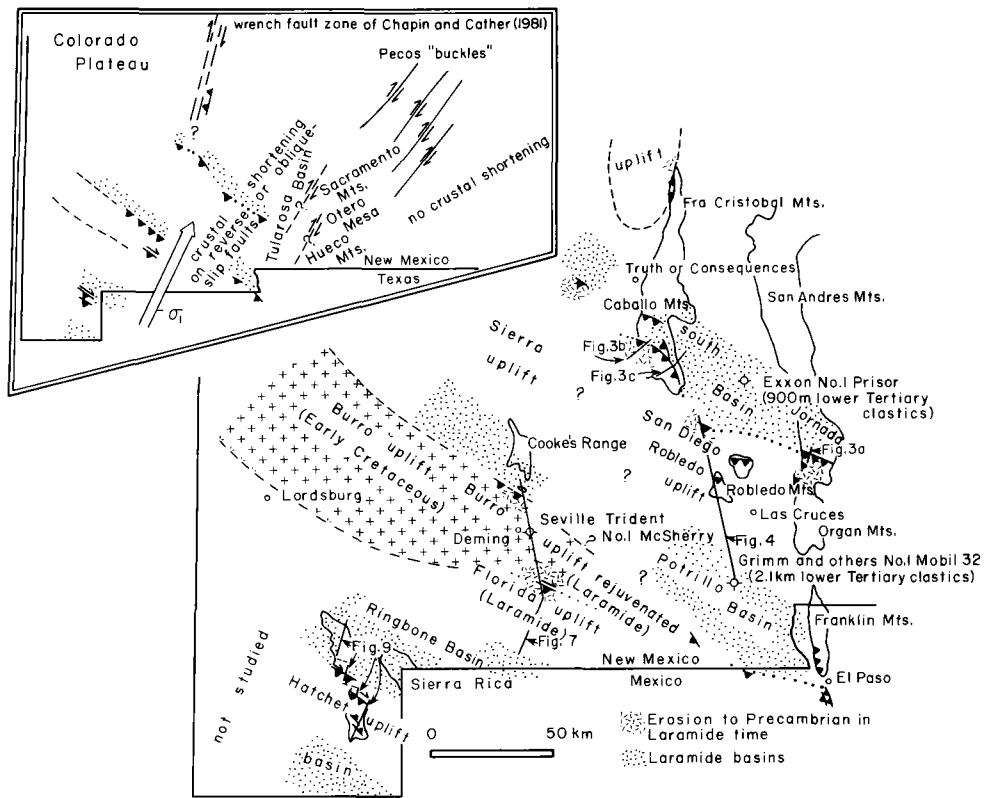 wrench fault zone of Chapin and Cather (1981)
Colorado
Plateau
Pecos "buckles"
?
crustal shortening
on reverse or oblique-
slip faults
Tularosa Basin
Sacramento
Mts.
?
Otero
Mesa
?
Hueco
Mts.
no crustal shortening
New Mexico
Texas
σ1
uplift
Fra Cristobal Mts.
Truth or Consequences
San Andres Mts.
Caballo Mts.
Sierra
uplift
?
Fig.3b
Fig.3c
south
Basin
Jornada
Exxon No.1 Prisor
(900m lower Tertiary
clastics)
San Diego
Fig.3a
Robledo
uplift
Robledo Mts.
Las Cruces
Organ Mts.
Burro uplift
(Early Cretaceous)
Cooke's Range
?
Lordsburg
Burro
uplift rejuvenated
(Laramide)
Seville Trident
No.1 McSherry
?
Deming
Fig.4
Grimm and others No.1 Mobil 32
(2.1km lower Tertiary clastics)
Potrillo
Basin
?
Florida uplift
(Laramide)
Franklin Mts.
Ringbone Basin
Fig.7
Fig.9
New Mexico
Mexico
El Paso
Sierra Rica
Hatchet uplift
not studied
basin
0 50 km
Erosion to Precambrian in
Laramide time
Laramide basins